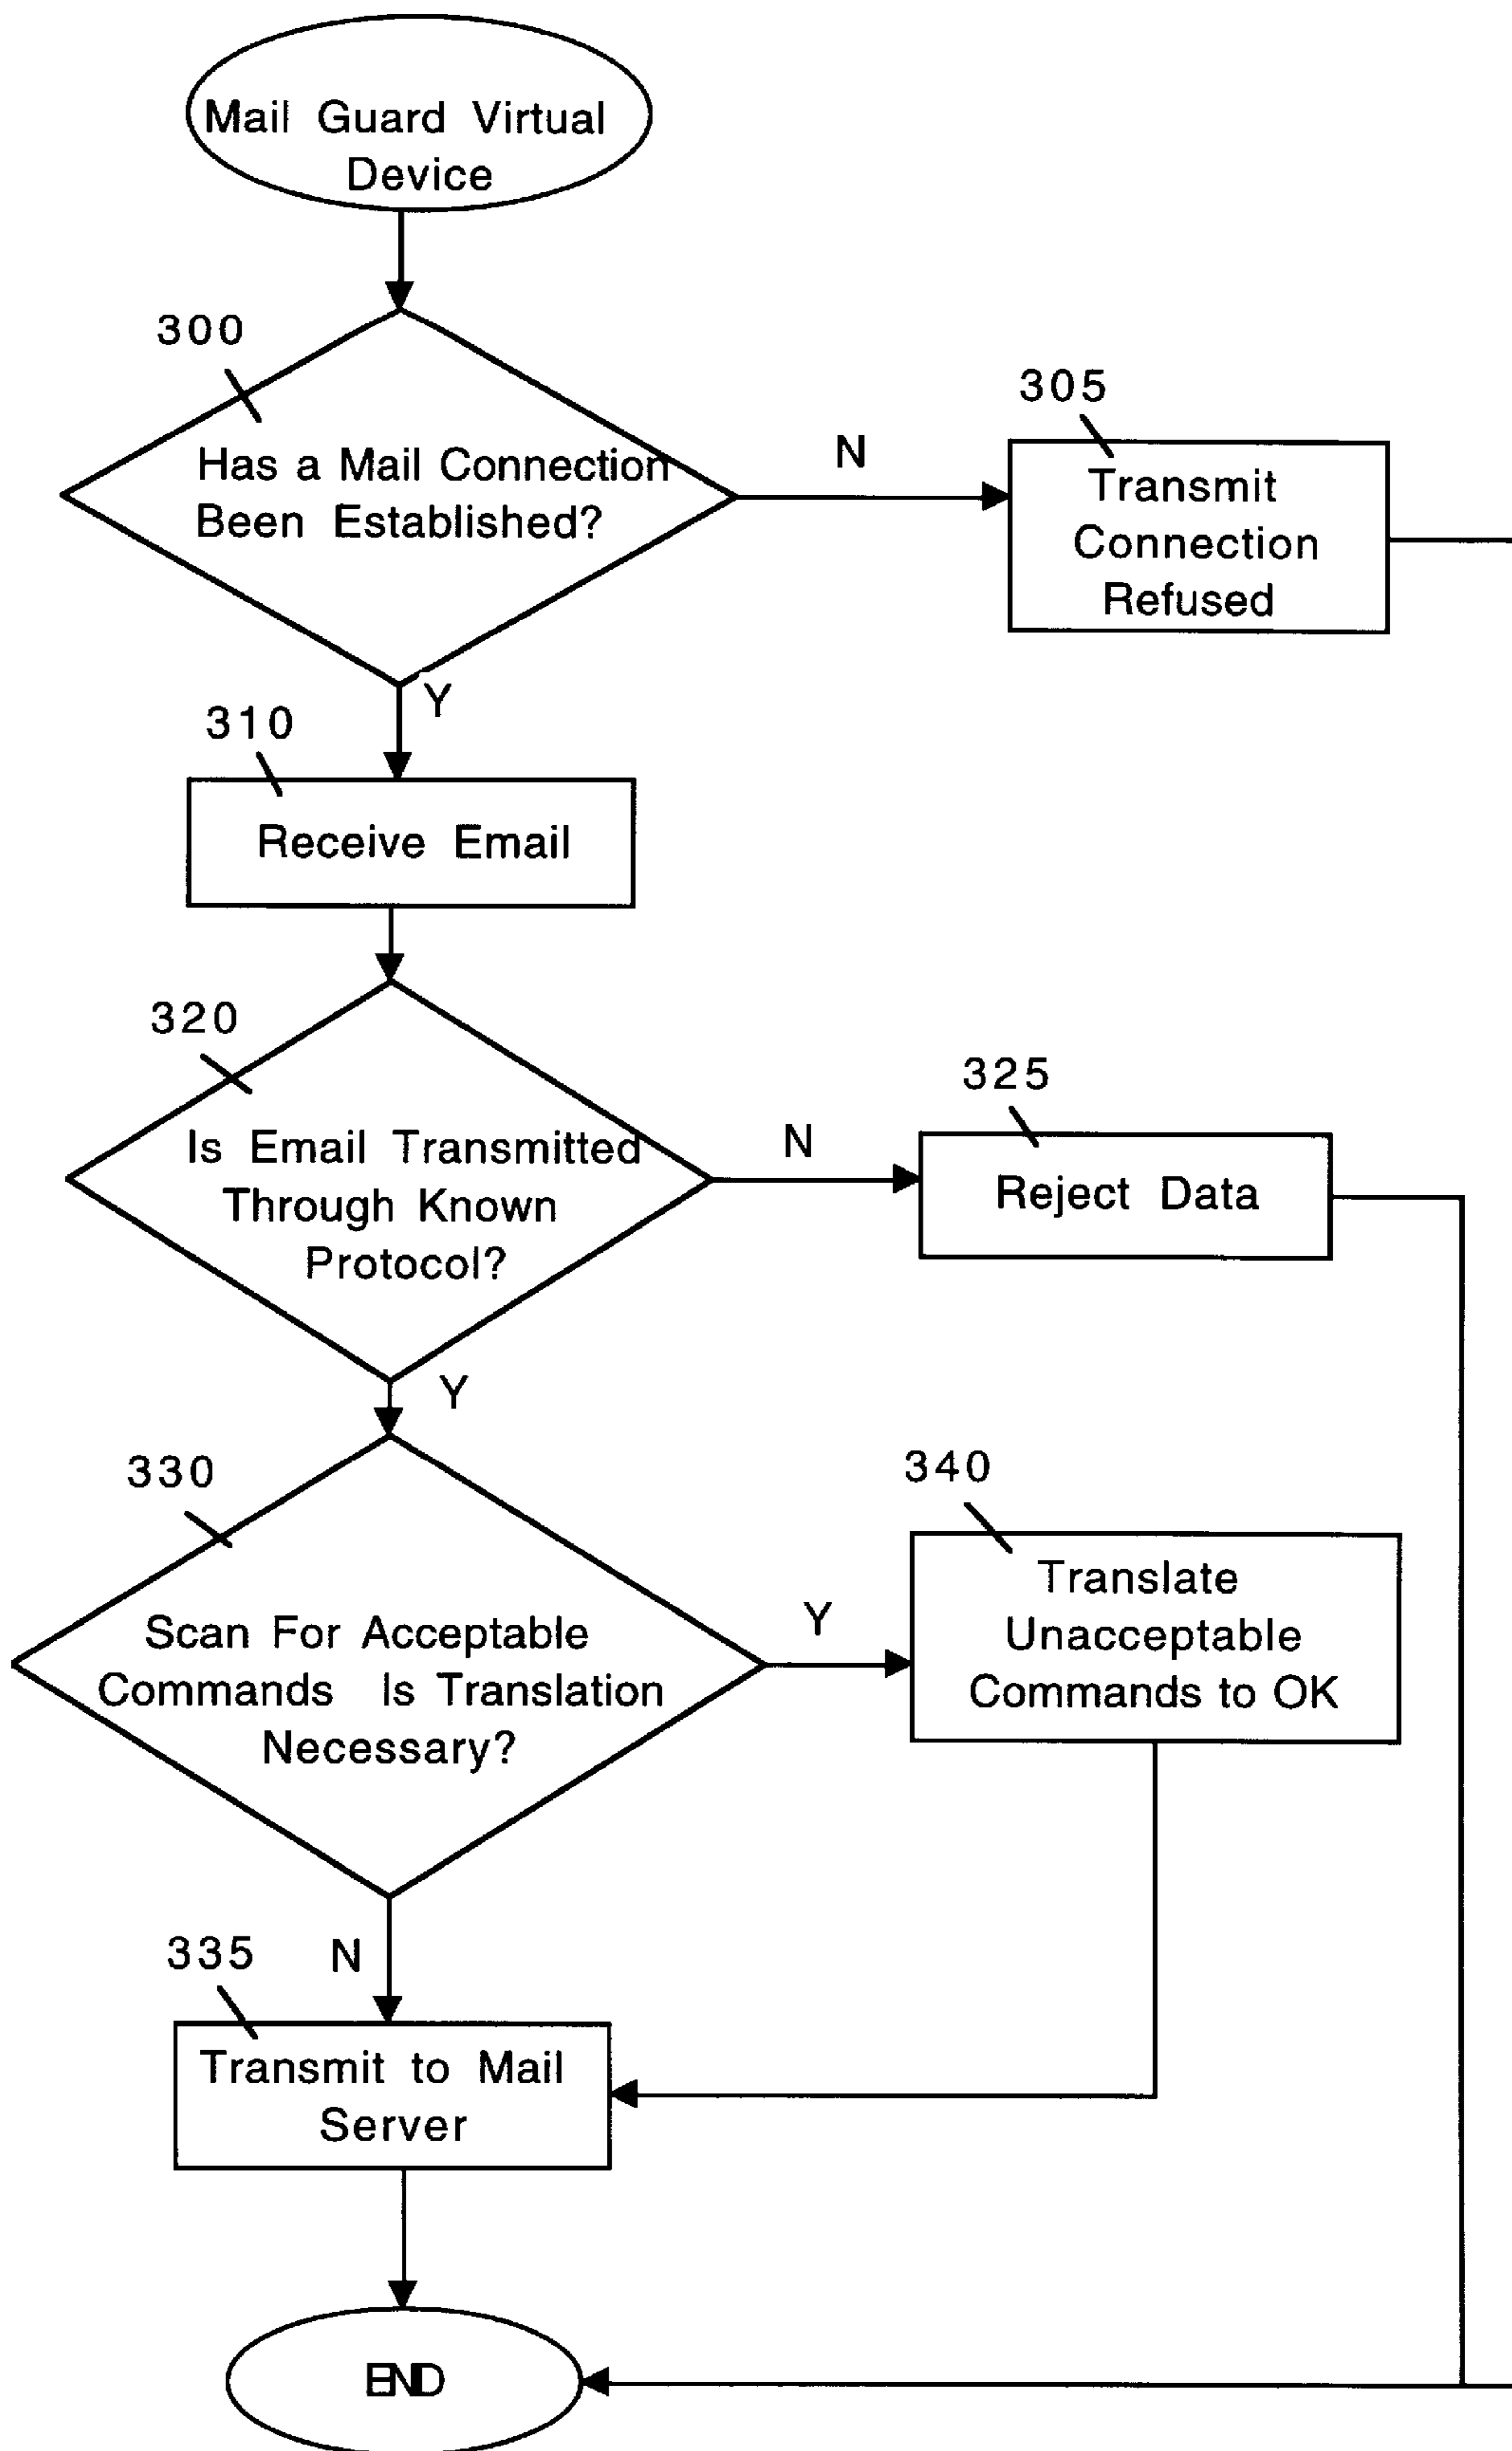 Mail Guard Virtual
Device
300
Has a Mail Connection
Been Established?
N
305
Transmit
Connection
Refused
Y
310
Receive Email
320
Is Email Transmitted
Through Known
Protocol?
N
325
Reject Data
Y
330
Scan For Acceptable
Commands Is Translation
Necessary?
Y
340
Translate
Unacceptable
Commands to OK
N
335
Transmit to Mail
Server
END